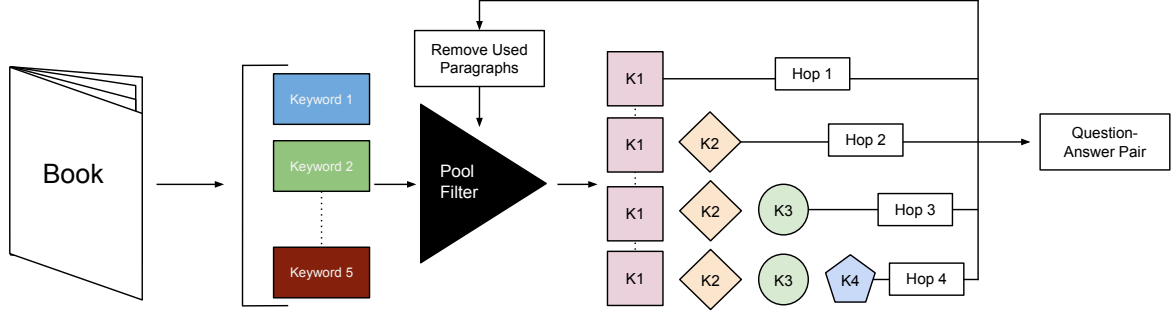 Book
Keyword 1
Keyword 2
Keyword 5
Remove Used
Paragraphs
Pool
Filter
K1
Hop 1
K1
K2
Hop 2
K1
K2
K3
Hop 3
K1
K2
K3
K4
Hop 4
Question-
Answer Pair